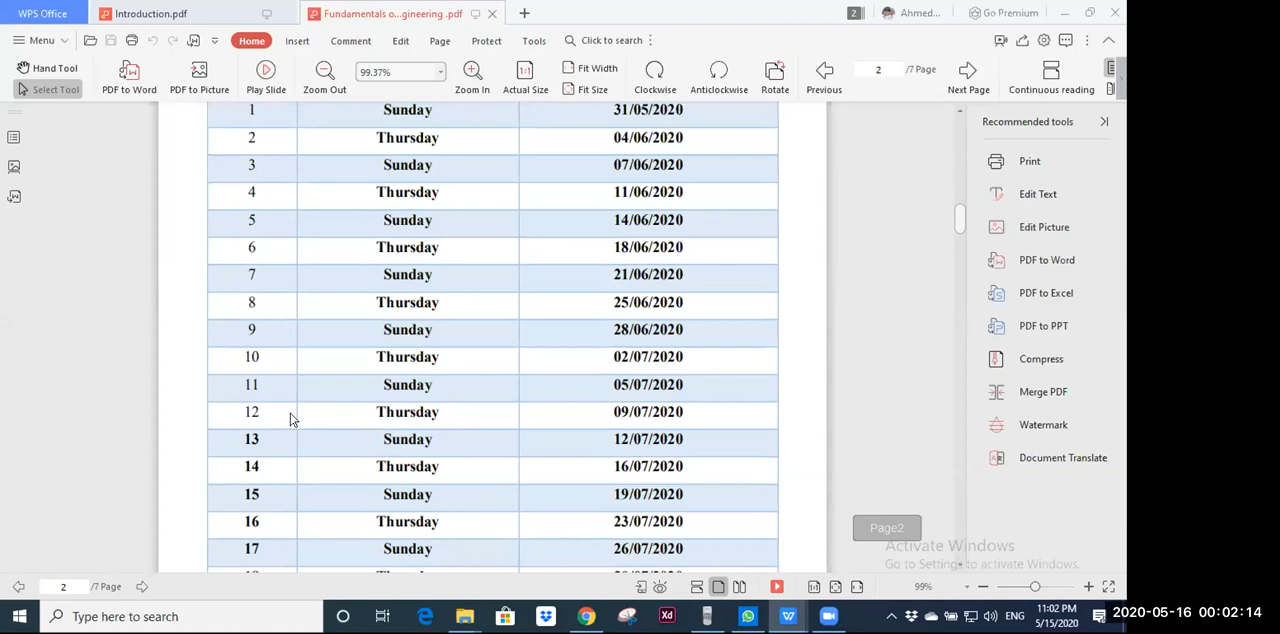 WPS Office Introduction.pdf Fundamentals o...gineering .pdf 2 Ahmed... Go Premium
Menu Home Insert Comment Edit Page Protect Tools Click to search
Hand Tool
Select Tool
PDF to Word PDF to Picture Play Slide Zoom Out 99.37% Zoom In Actual Size Fit Width
Fit Size
Clockwise Anticlockwise Rotate Previous 2 /7 Page Next Page Continuous reading
1 Sunday 31/05/2020
2 Thursday 04/06/2020
3 Sunday 07/06/2020
4 Thursday 11/06/2020
5 Sunday 14/06/2020
6 Thursday 18/06/2020
7 Sunday 21/06/2020
8 Thursday 25/06/2020
9 Sunday 28/06/2020
10 Thursday 02/07/2020
11 Sunday 05/07/2020
12 Thursday 09/07/2020
13 Sunday 12/07/2020
14 Thursday 16/07/2020
15 Sunday 19/07/2020
16 Thursday 23/07/2020
17 Sunday 26/07/2020
Recommended tools
Print
Edit Text
Edit Picture
PDF to Word
PDF to Excel
PDF to PPT
Compress
Merge PDF
Watermark
Document Translate
Page2
Activate Windows
Go to Settings to activate Windows.
2 /7 Page 99%
Type here to search ENG 11:02 PM
5/15/2020
2020-05-16 00:02:14